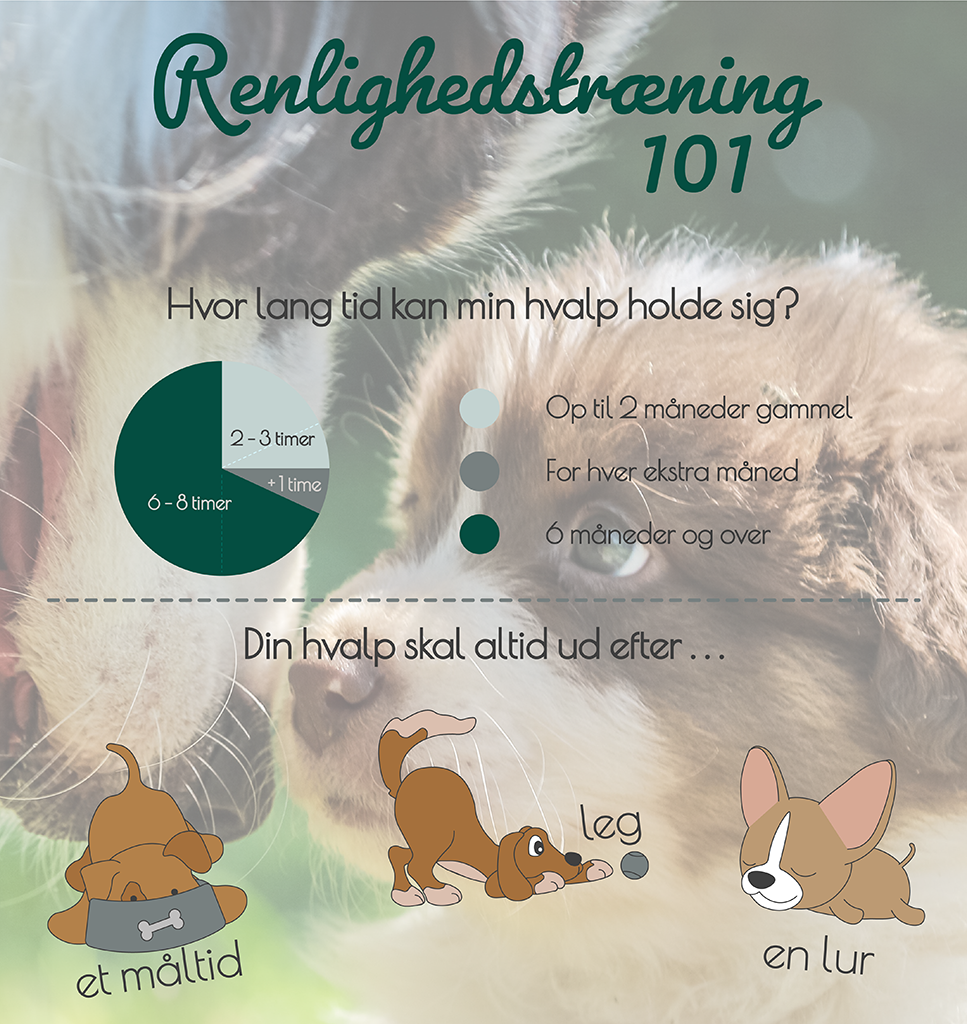 Renlighedstræning
101
Hvor lang tid kan min hvalp holde sig?
2 – 3 timer
+ 1 time
6 – 8 timer
Op til 2 måneder gammel
For hver ekstra måned
6 måneder og over
Din hvalp skal altid ud efter . . .
et måltid
leg
en lur